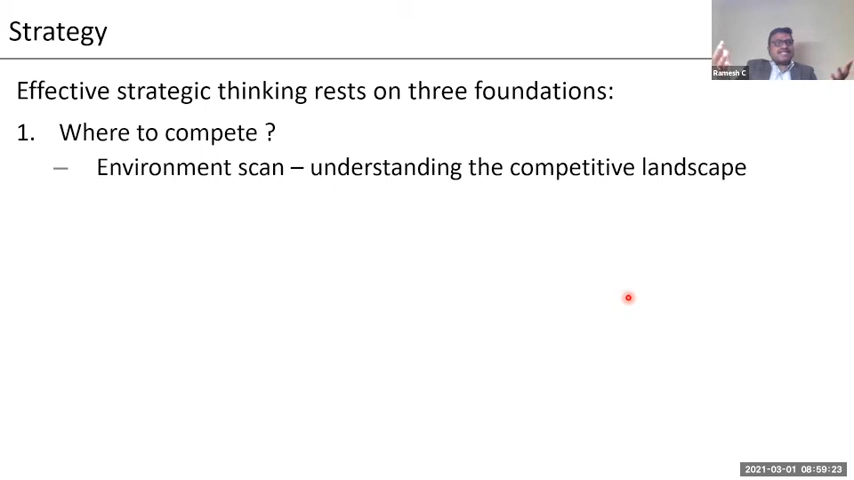 Strategy
Ramesh C
Effective strategic thinking rests on three foundations:
1. Where to compete ?
– Environment scan – understanding the competitive landscape
2021-03-01 08:59:23